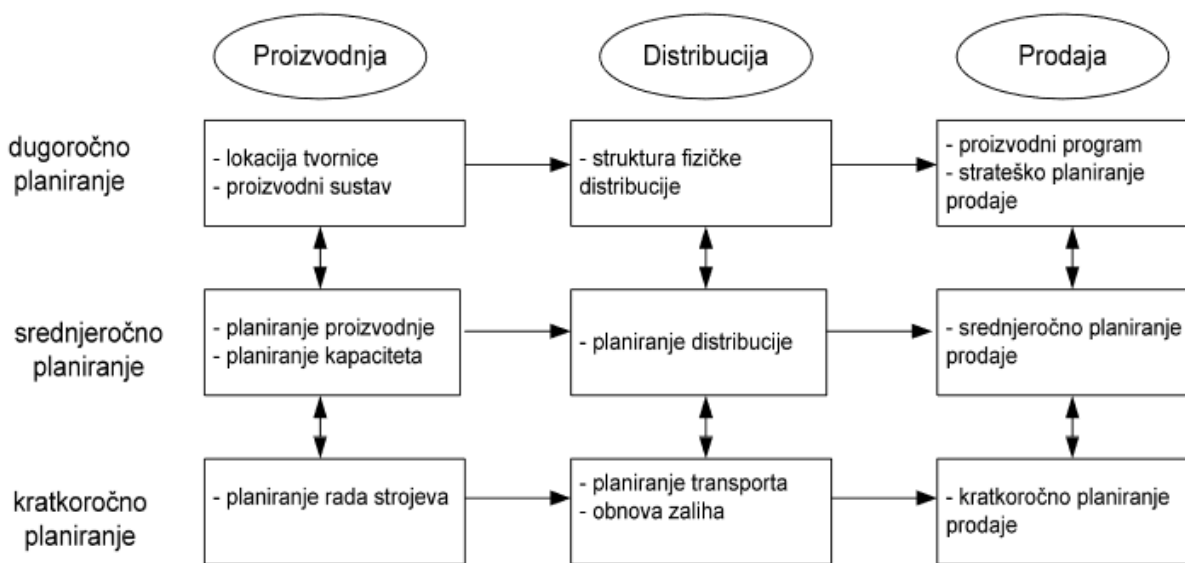 Proizvodnja
Distribucija
Prodaja
dugoročno
planiranje
- lokacija tvornice
- proizvodni sustav
- struktura fizičke
distribucije
- proizvodni program
- strateško planiranje
prodaje
srednjeročno
planiranje
- planiranje proizvodnje
- planiranje kapaciteta
- planiranje distribucije
- srednjeročno planiranje
prodaje
kratkoročno
planiranje
- planiranje rada strojeva
- planiranje transporta
- obnova zaliha
- kratkoročno planiranje
prodaje